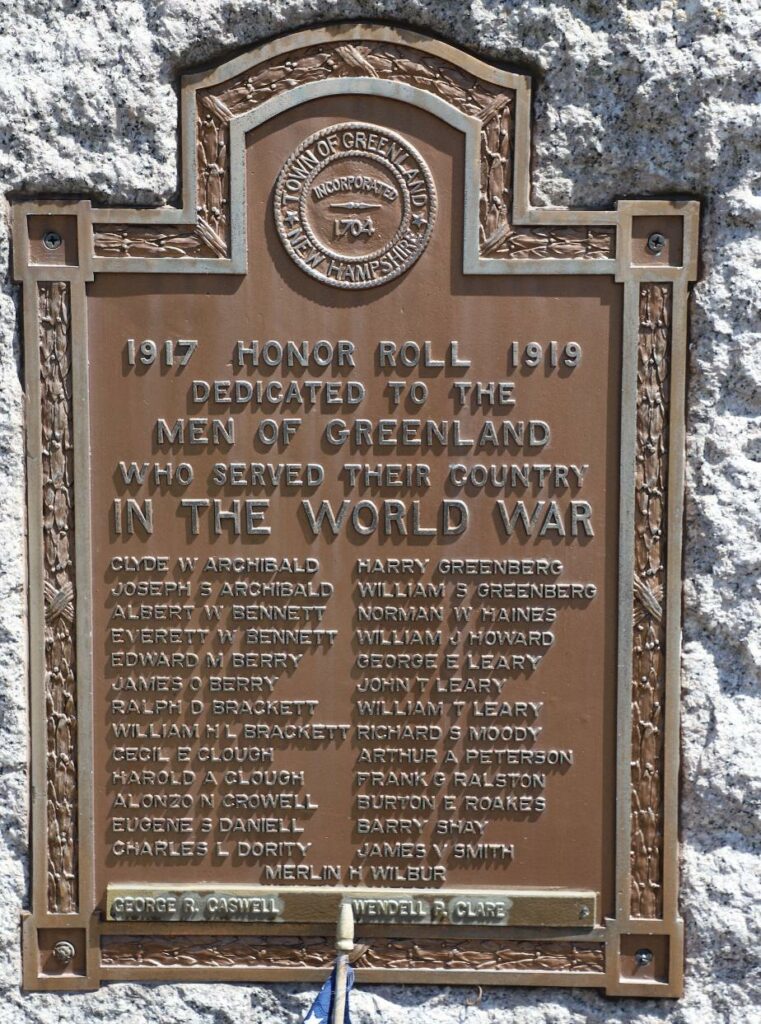 TOWN OF GREENLAND
INCORPORATED
1704
NEW HAMPSHIRE
1917 HONOR ROLL 1919
DEDICATED TO THE
MEN OF GREENLAND
WHO SERVED THEIR COUNTRY
IN THE WORLD WAR
CLYDE W ARCHIBALD
JOSEPH S ARCHIBALD
ALBERT W BENNETT
EVERETT W BENNETT
EDWARD M BERRY
JAMES O BERRY
RALPH D BRACKETT
WILLIAM H L BRACKETT
CECIL E CLOUGH
HAROLD A CLOUGH
ALONZO N CROWELL
EUGENE S DANIELL
CHARLES L DORITY
HARRY GREENBERG
WILLIAM S GREENBERG
NORMAN W HAINES
WILLIAM J HOWARD
GEORGE E LEARY
JOHN T LEARY
WILLIAM T LEARY
RICHARD S MOODY
ARTHUR A PETERSON
FRANK G RALSTON
BURTON E ROAKES
BARRY SHAY
JAMES V SMITH
MERLIN H WILBUR
GEORGE R. CASWELL
WENDELL P. CLARE